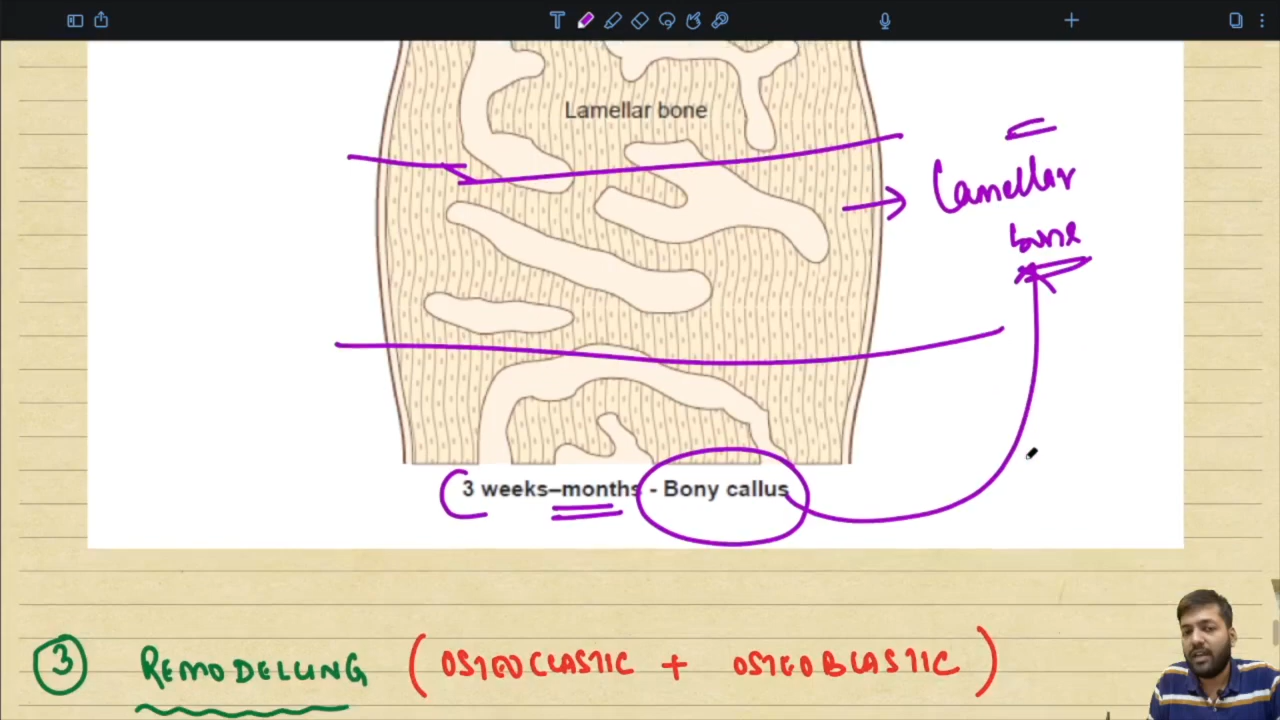 Lamellar bone
Lamellar
bone
3 weeks–months - Bony callus
3 REMODELLING (OSTEOCLASTIC + OSTEOBLASTIC)